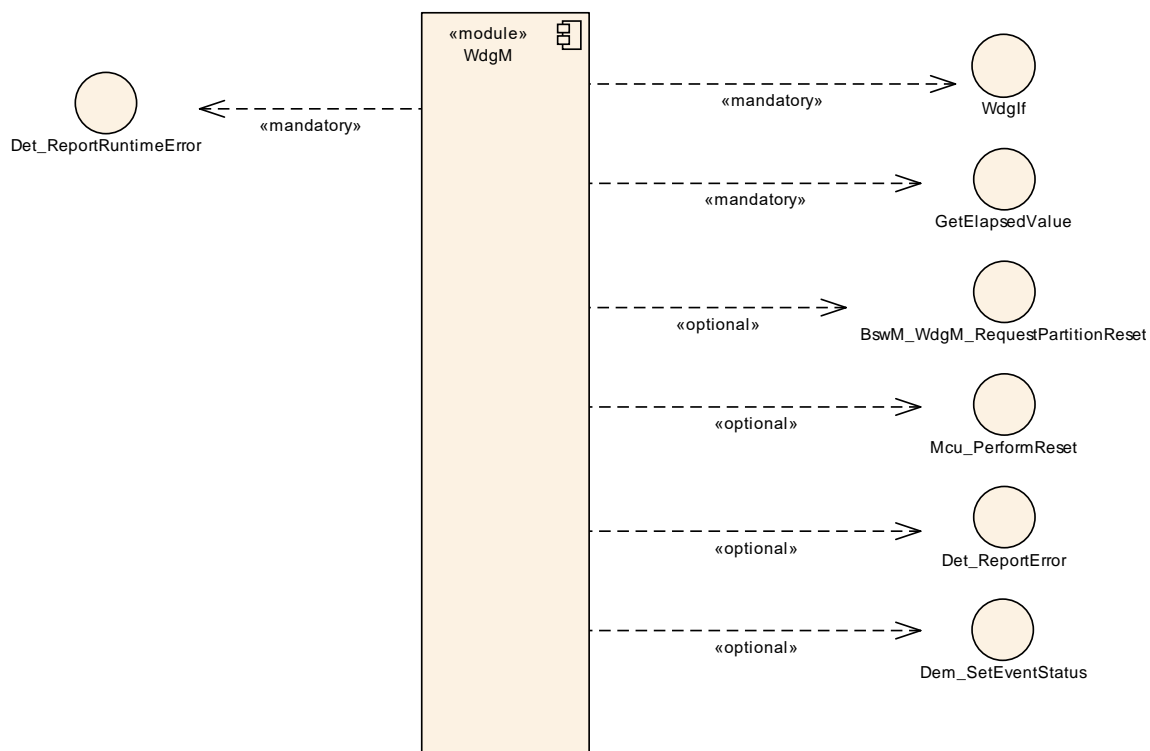 «module»
WdgM
«mandatory»
WdgIf
Det_ReportRuntimeError
«mandatory»
«mandatory»
GetElapsedValue
«optional»
BswM_WdgM_RequestPartitionReset
«optional»
Mcu_PerformReset
«optional»
Det_ReportError
«optional»
Dem_SetEventStatus